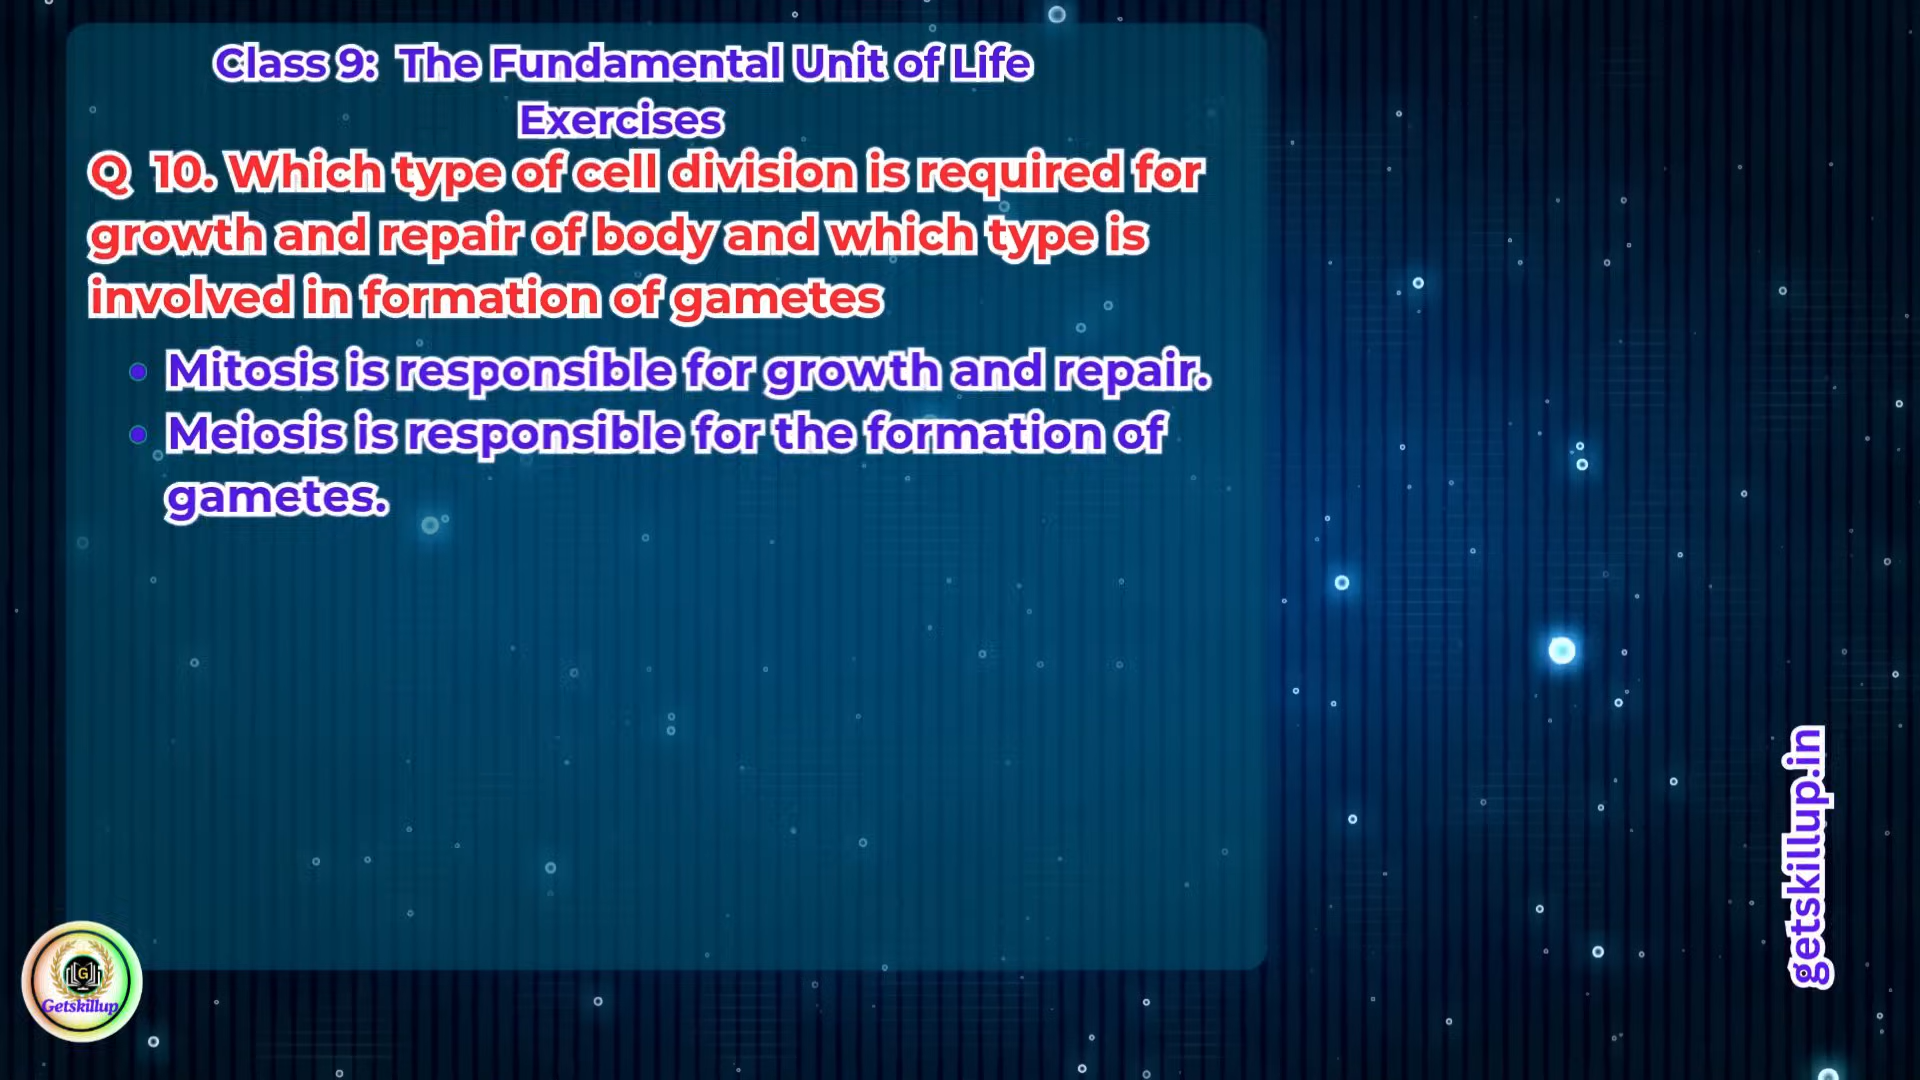 Class 9:  The Fundamental Unit of Life
Exercises
Q  10. Which type of cell division is required for
growth and repair of body and which type is
involved in formation of gametes
• Mitosis is responsible for growth and repair.
• Meiosis is responsible for the formation of
gametes.
getskillup.in
G
Getskillup